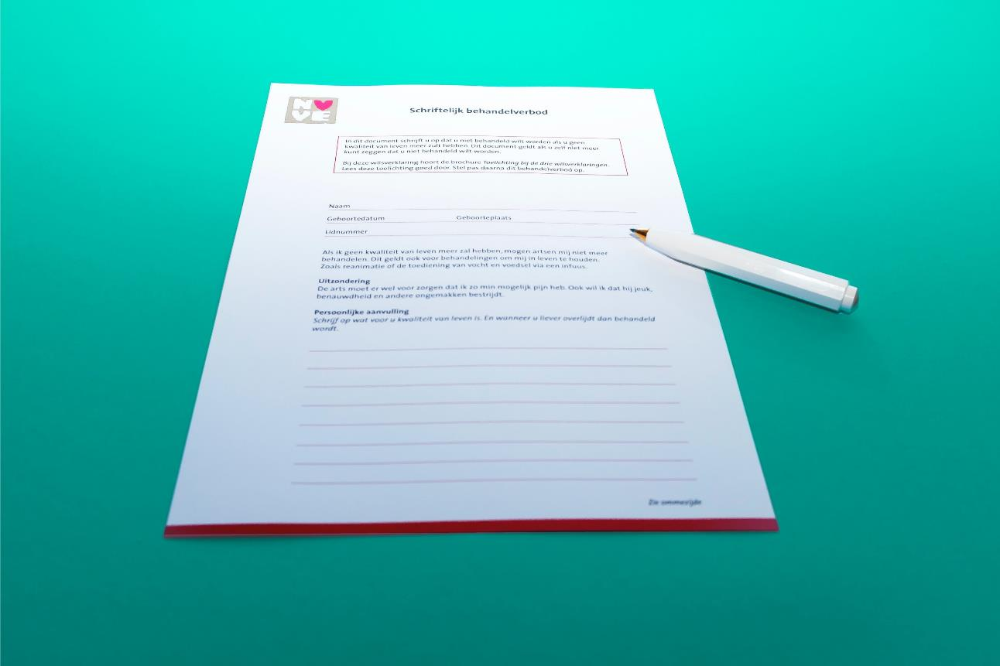 NVVE
Schriftelijk behandelverbod
In dit document schrijft u op dat u niet behandeld wilt worden als u geen
kwaliteit van leven meer zult hebben. Dit document geldt als u zelf niet meer
kunt zeggen dat u niet behandeld wilt worden.
Bij deze wilsverklaring hoort de brochure Toelichting bij de drie wilsverklaringen.
Lees deze toelichting goed door. Stel pas daarna dit behandelverbod op.
Naam
Geboortedatum Geboorteplaats
Lidnummer
Als ik geen kwaliteit van leven meer zal hebben, mogen artsen mij niet meer
behandelen. Dit geldt ook voor behandelingen om mij in leven te houden.
Zoals reanimatie of de toediening van vocht en voedsel via een infuus.
Uitzondering
De arts moet er wel voor zorgen dat ik zo min mogelijk pijn heb. Ook wil ik dat hij jeuk,
benauwdheid en andere ongemakken bestrijdt.
Persoonlijke aanvulling
Schrijf op wat voor u kwaliteit van leven is. En wanneer u liever overlijdt dan behandeld
wordt.
Zie ommezijde